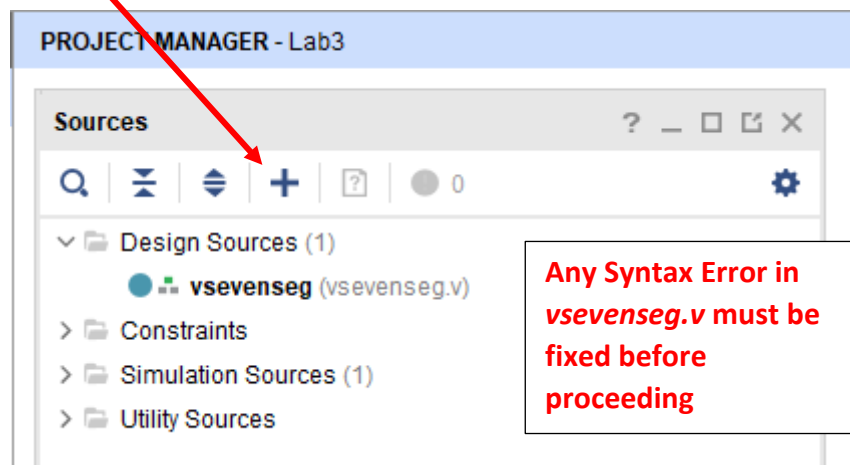 PROJECT MANAGER - Lab3
Sources
? 
0
Design Sources (1)
vsevenseg (vsevenseg.v)
Constraints
Simulation Sources (1)
Utility Sources
Any Syntax Error in
vsevenseg.v must be
fixed before
proceeding